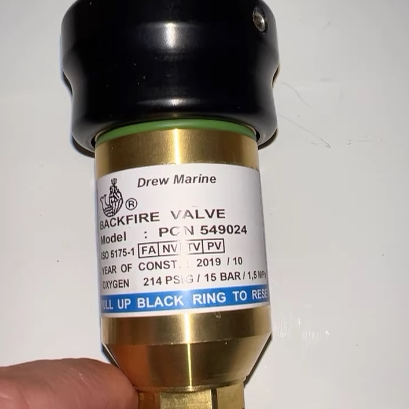 Drew Marine
®
BACKFIRE VALVE
Model : PCN 549024
ISO 5175-1 FA NV TV PV
YEAR OF CONST.: 2019 / 10
OXYGEN 214 PSIG / 15 BAR / 1,5 MPa
PULL UP BLACK RING TO RESE